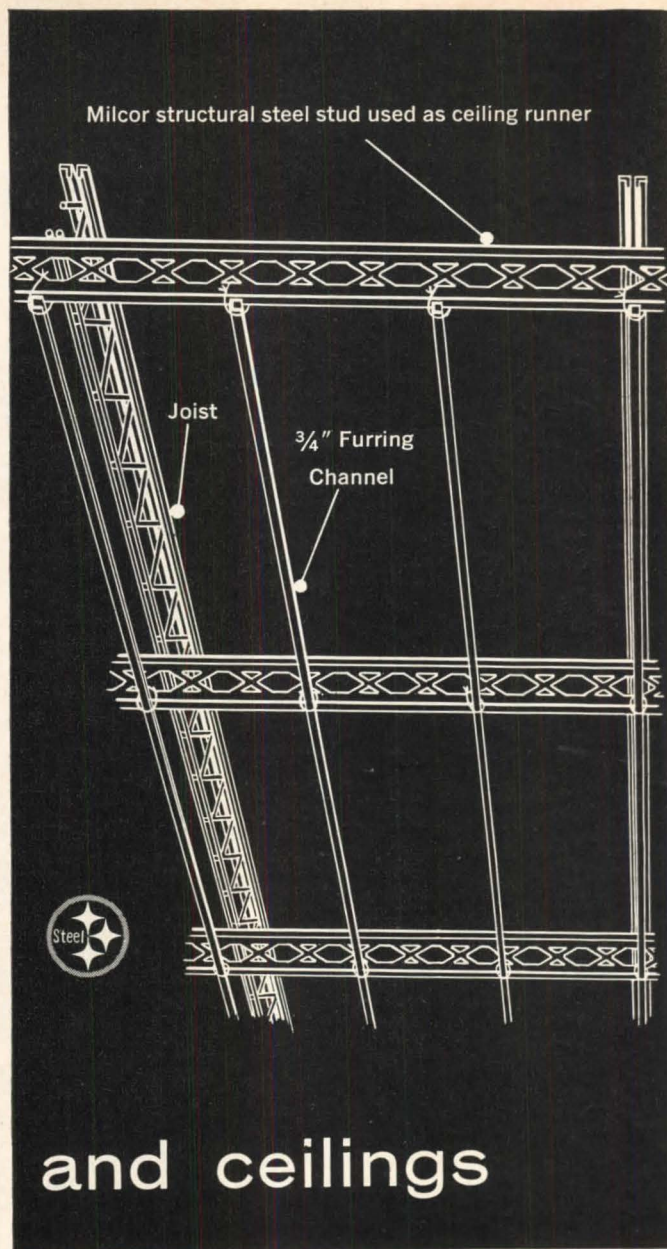 Milcor structural steel stud used as ceiling runner
Joist
3/4″ Furring
Channel
Steel
and ceilings